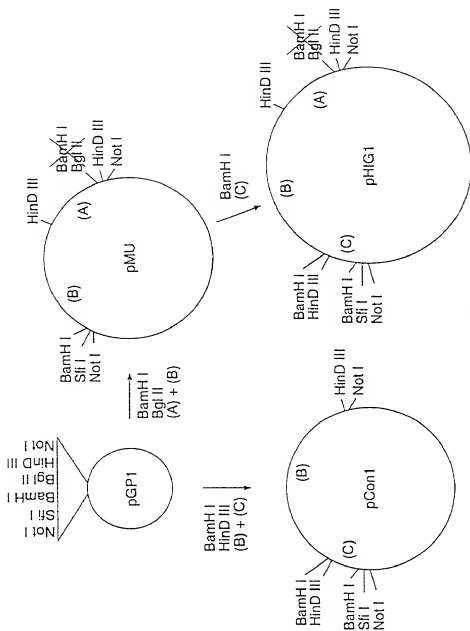 Not I
Sfi I
BamH I
Bgl II
HinD III
Not I
pGP1
BamH I
Bgl II
(A) + (B)
BamH I
Sfi I
Not I
(B)
HinD III
(A)
BamH I
Bgl II
HinD III
Not I
pMU
BamH I
(C)
BamH I
HinD III
(B) + (C)
BamH I
HinD III
(C)
BamH I
Sfi I
Not I
(B)
HinD III
Not I
pCon1
BamH I
HinD III
(C)
BamH I
Sfi I
Not I
(B)
HinD III
(A)
BamH I
Bgl II
HinD III
Not I
pHIG1